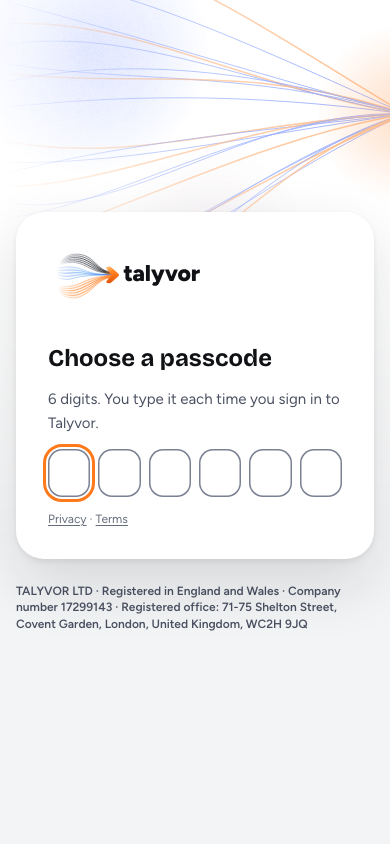 talyvor
Choose a passcode
6 digits. You type it each time you sign in to
Talyvor.
Privacy · Terms
TALYVOR LTD · Registered in England and Wales · Company
number 17299143 · Registered office: 71-75 Shelton Street,
Covent Garden, London, United Kingdom, WC2H 9JQ